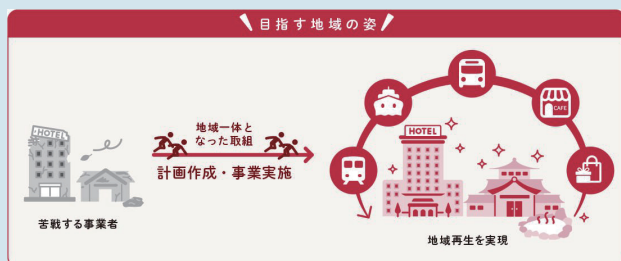 目指す地域の姿
HOTEL
苦戦する事業者
地域一体と
なった取組
計画作成・事業実施
HOTEL
CAFE
地域再生を実現